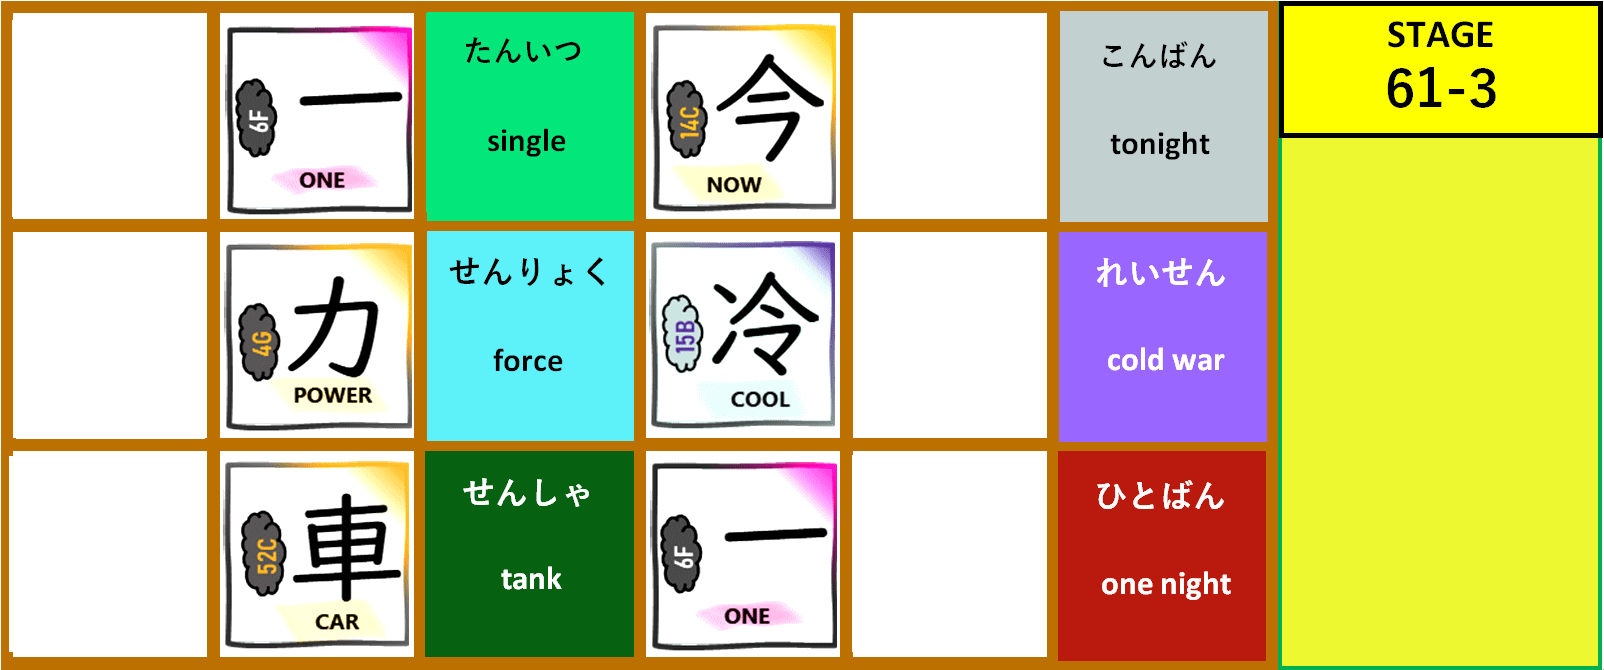 6F
一
ONE
たんいつ
single
14C
今
NOW
こんばん
tonight
STAGE
61-3
4G
力
POWER
せんりょく
force
15B
冷
COOL
れいせん
cold war
52C
車
CAR
せんしゃ
tank
6F
一
ONE
ひとばん
one night